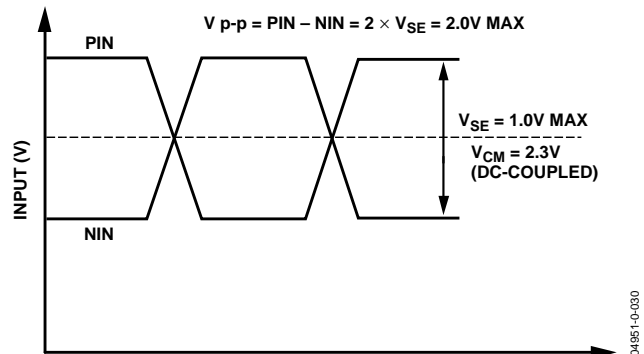 V p-p = PIN – NIN = 2 × VSE = 2.0V MAX
PIN
VSE = 1.0V MAX
VCM = 2.3V
(DC-COUPLED)
INPUT (V)
NIN
04951-0-030